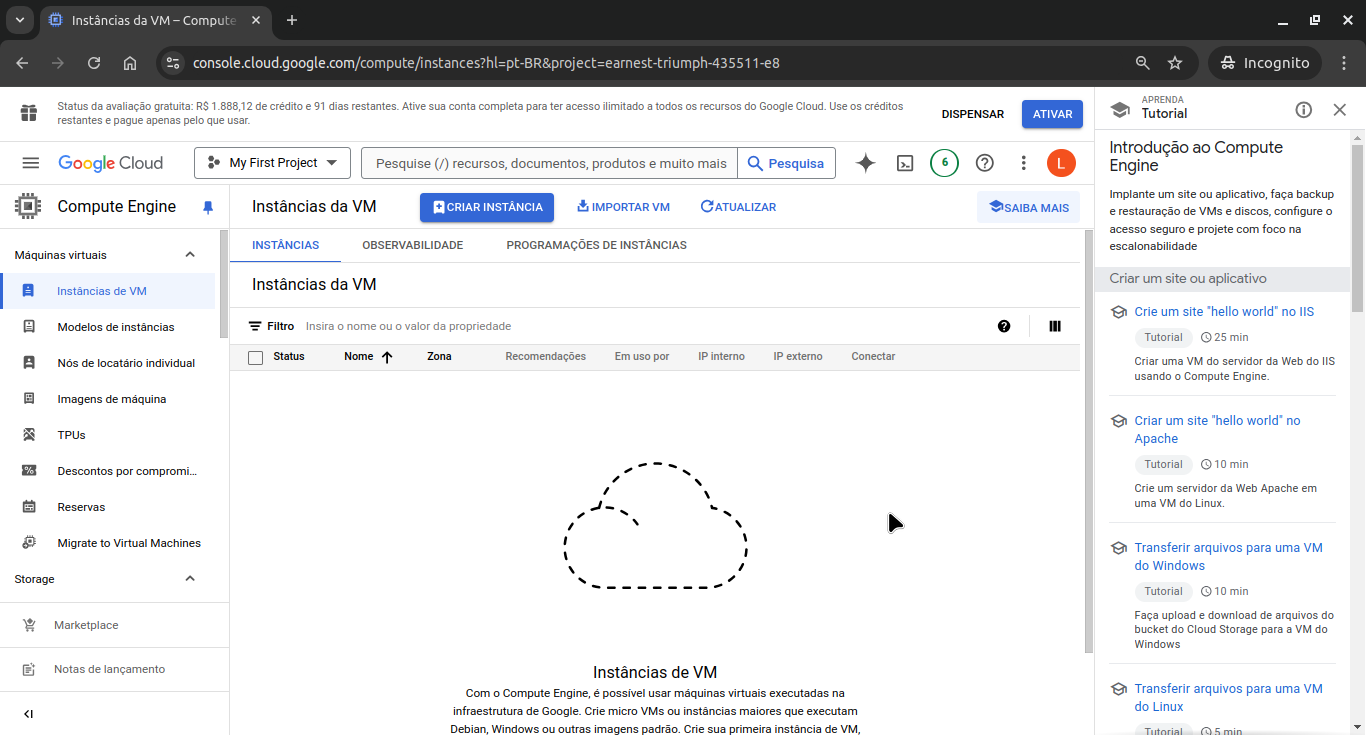 Instâncias da VM – Compute
console.cloud.google.com/compute/instances?hl=pt-BR&project=earnest-triumph-435511-e8
Incognito
Status da avaliação gratuita: R$ 1.888,12 de crédito e 91 dias restantes. Ative sua conta completa para ter acesso ilimitado a todos os recursos do Google Cloud. Use os créditos
restantes e pague apenas pelo que usar.
DISPENSAR
ATIVAR
Google Cloud
My First Project
Pesquise (/) recursos, documentos, produtos e muito mais
Pesquisa
6
L
Compute Engine
Instâncias da VM
CRIAR INSTÂNCIA
IMPORTAR VM
ATUALIZAR
SAIBA MAIS
Máquinas virtuais
Instâncias de VM
Modelos de instâncias
Nós de locatário individual
Imagens de máquina
TPUs
Descontos por compromi...
Reservas
Migrate to Virtual Machines
Storage
Marketplace
Notas de lançamento
INSTÂNCIAS
OBSERVABILIDADE
PROGRAMAÇÕES DE INSTÂNCIAS
Instâncias da VM
Filtro
Insira o nome ou o valor da propriedade
Status
Nome
Zona
Recomendações
Em uso por
IP interno
IP externo
Conectar
Instâncias de VM
Com o Compute Engine, é possível usar máquinas virtuais executadas na
infraestrutura de Google. Crie micro VMs ou instâncias maiores que executam
Debian, Windows ou outras imagens padrão. Crie sua primeira instância de VM,
APRENDA
Tutorial
Introdução ao Compute
Engine
Implante um site ou aplicativo, faça backup
e restauração de VMs e discos, configure o
acesso seguro e projete com foco na
escalonabilidade
Criar um site ou aplicativo
Crie um site "hello world" no IIS
Tutorial
25 min
Criar uma VM do servidor da Web do IIS
usando o Compute Engine.
Criar um site "hello world" no
Apache
Tutorial
10 min
Crie um servidor da Web Apache em
uma VM do Linux.
Transferir arquivos para uma VM
do Windows
Tutorial
10 min
Faça upload e download de arquivos do
bucket do Cloud Storage para a VM do
Windows
Transferir arquivos para uma VM
do Linux
Tutorial
5 min